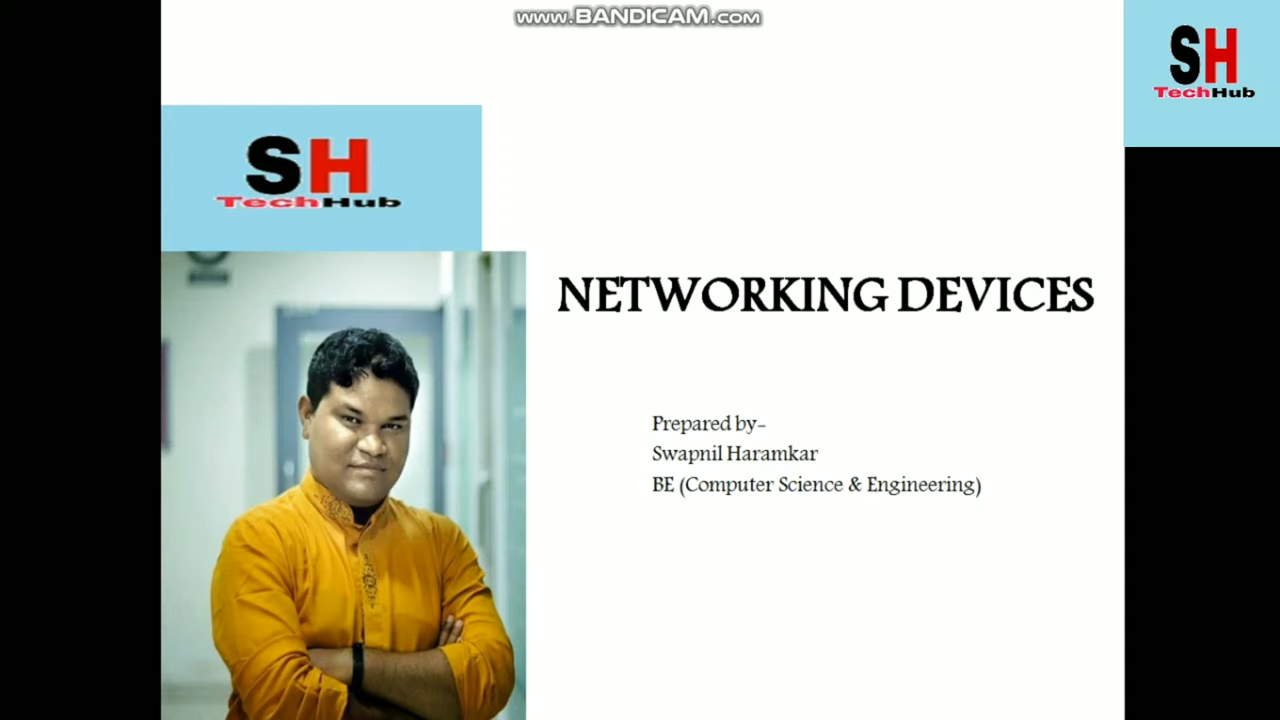 www.BANDICAM.com
SH
TechHub
SH
TechHub
NETWORKING DEVICES
Prepared by-
Swapnil Haramkar
BE (Computer Science & Engineering)